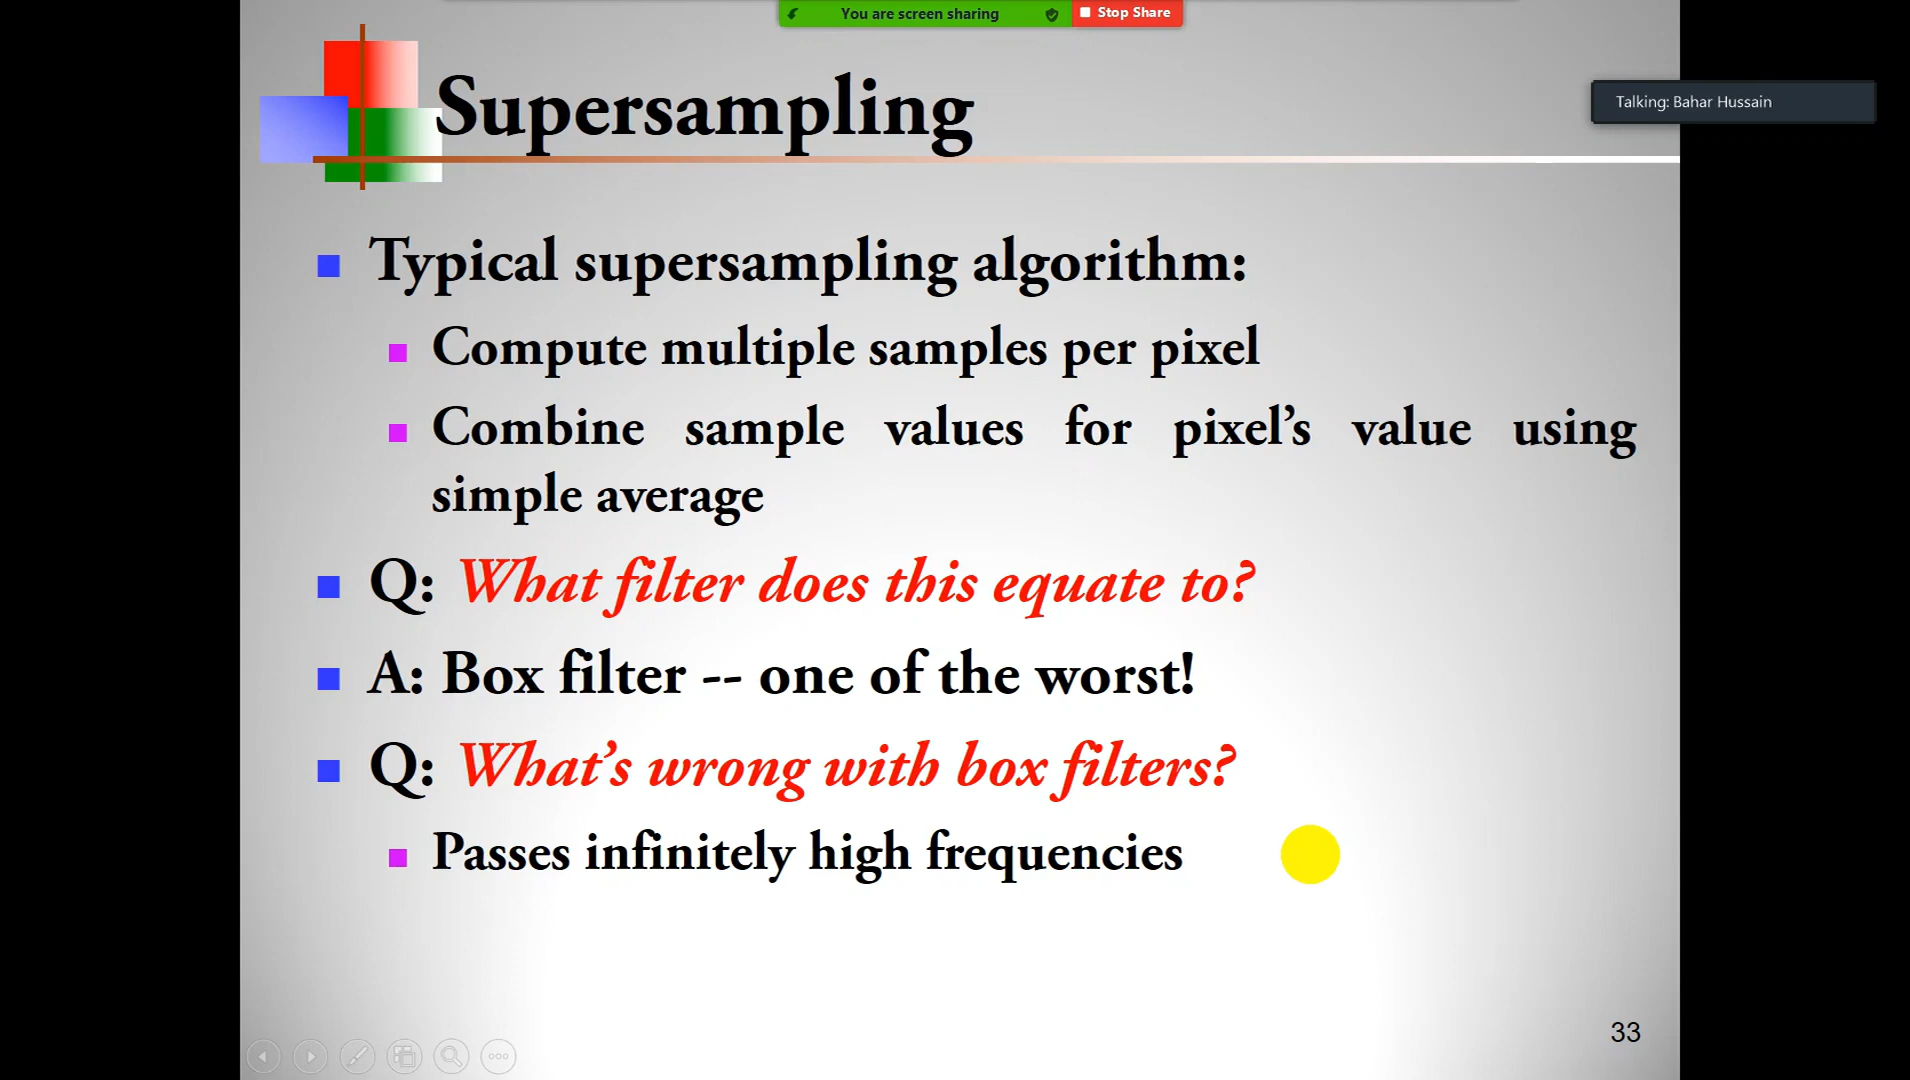 You are screen sharing
Stop Share
Supersampling
Talking: Bahar Hussain
Typical supersampling algorithm:
Compute multiple samples per pixel
Combine sample values for pixel’s value using
simple average
Q: What filter does this equate to?
A: Box filter -- one of the worst!
Q: What’s wrong with box filters?
Passes infinitely high frequencies
33